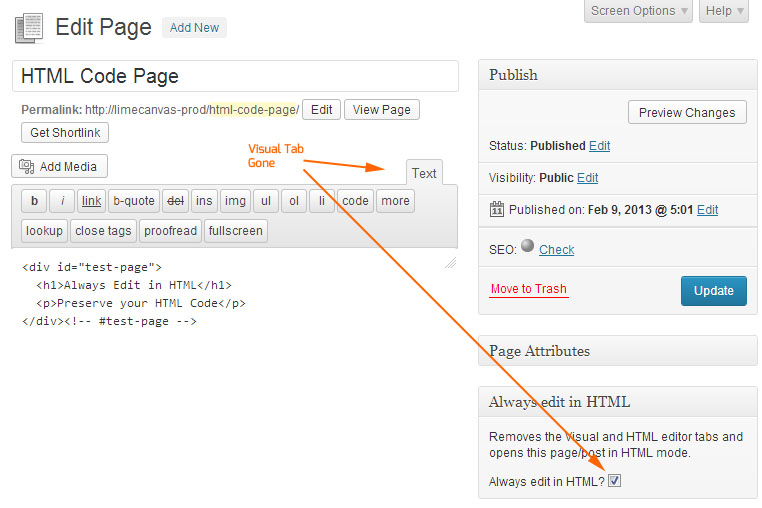 Screen Options Help
Edit Page Add New
HTML Code Page
Permalink: http://limecanvas-prod/html-code-page/ Edit View Page
Get Shortlink
Add Media
Visual Tab
Gone
Text
b i link b-quote del ins img ul ol li code more
lookup close tags proofread fullscreen
<div id="test-page">
<h1>Always Edit in HTML</h1>
<p>Preserve your HTML Code</p>
</div><!-- #test-page -->
Publish
Preview Changes
Status: Published Edit
Visibility: Public Edit
11
Published on: Feb 9, 2013 @ 5:01 Edit
SEO: Check
Move to Trash Update
Page Attributes
Always edit in HTML
Removes the Visual and HTML editor tabs and
opens this page/post in HTML mode.
Always edit in HTML?